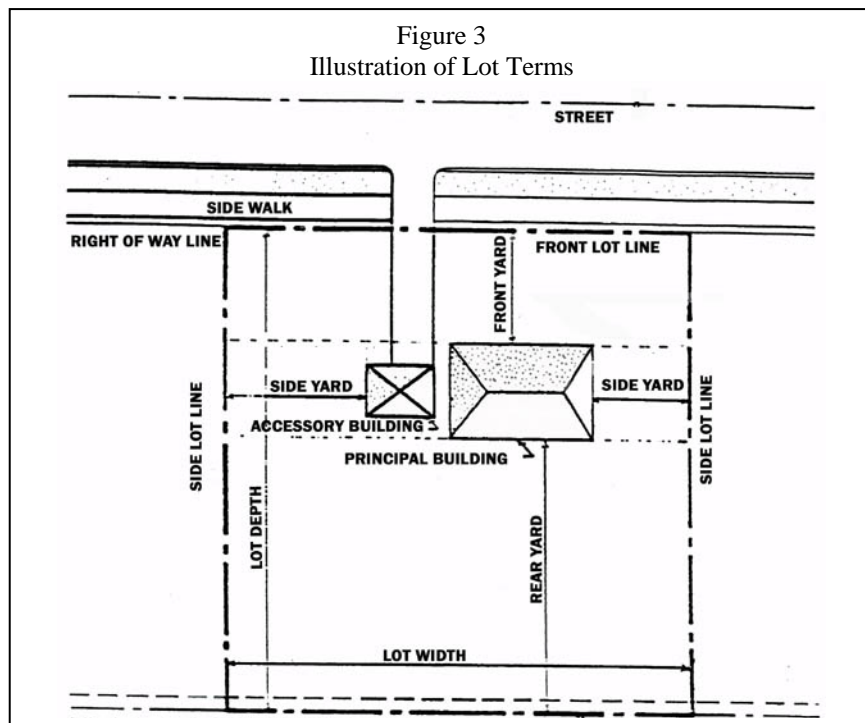 Figure 3
Illustration of Lot Terms
STREET
SIDE WALK
RIGHT OF WAY LINE
FRONT LOT LINE
FRONT YARD
SIDE YARD
SIDE YARD
ACCESSORY BUILDING
PRINCIPAL BUILDING
SIDE LOT LINE
SIDE LOT LINE
LOT DEPTH
REAR YARD
LOT WIDTH